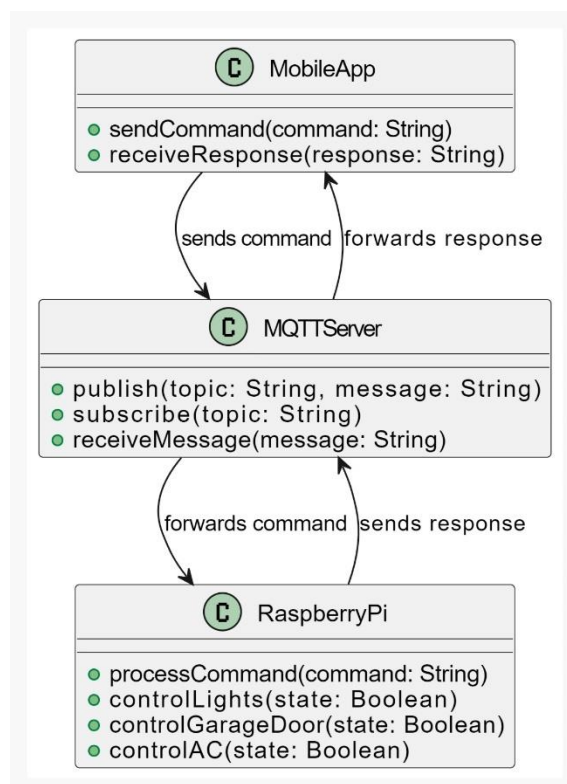 C MobileApp
sendCommand(command: String)
receiveResponse(response: String)
sends command forwards response
C MQTTServer
publish(topic: String, message: String)
subscribe(topic: String)
receiveMessage(message: String)
forwards command sends response
C RaspberryPi
processCommand(command: String)
controlLights(state: Boolean)
controlGarageDoor(state: Boolean)
controlAC(state: Boolean)